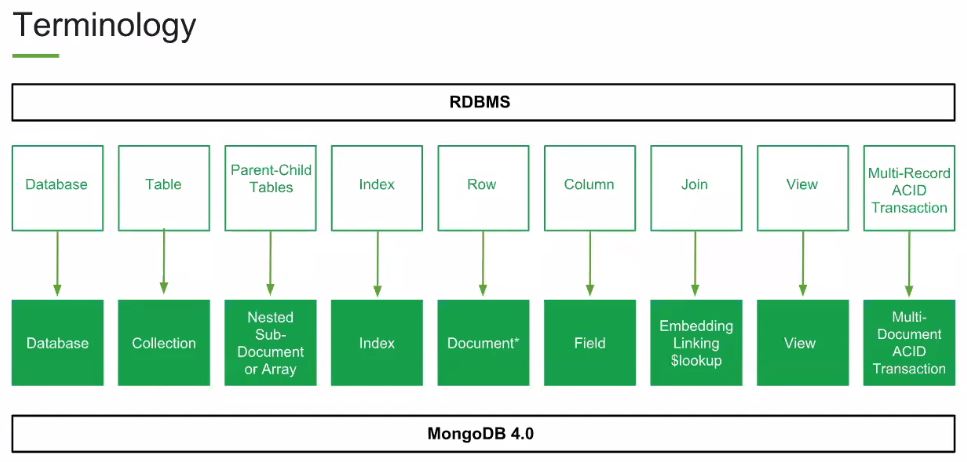 Terminology
RDBMS
Database
Table
Parent-Child
Tables
Index
Row
Column
Join
View
Multi-Record
ACID
Transaction
Database
Collection
Nested
Sub-
Document
or Array
Index
Document*
Field
Embedding
Linking
$lookup
View
Multi-
Document
ACID
Transaction
MongoDB 4.0